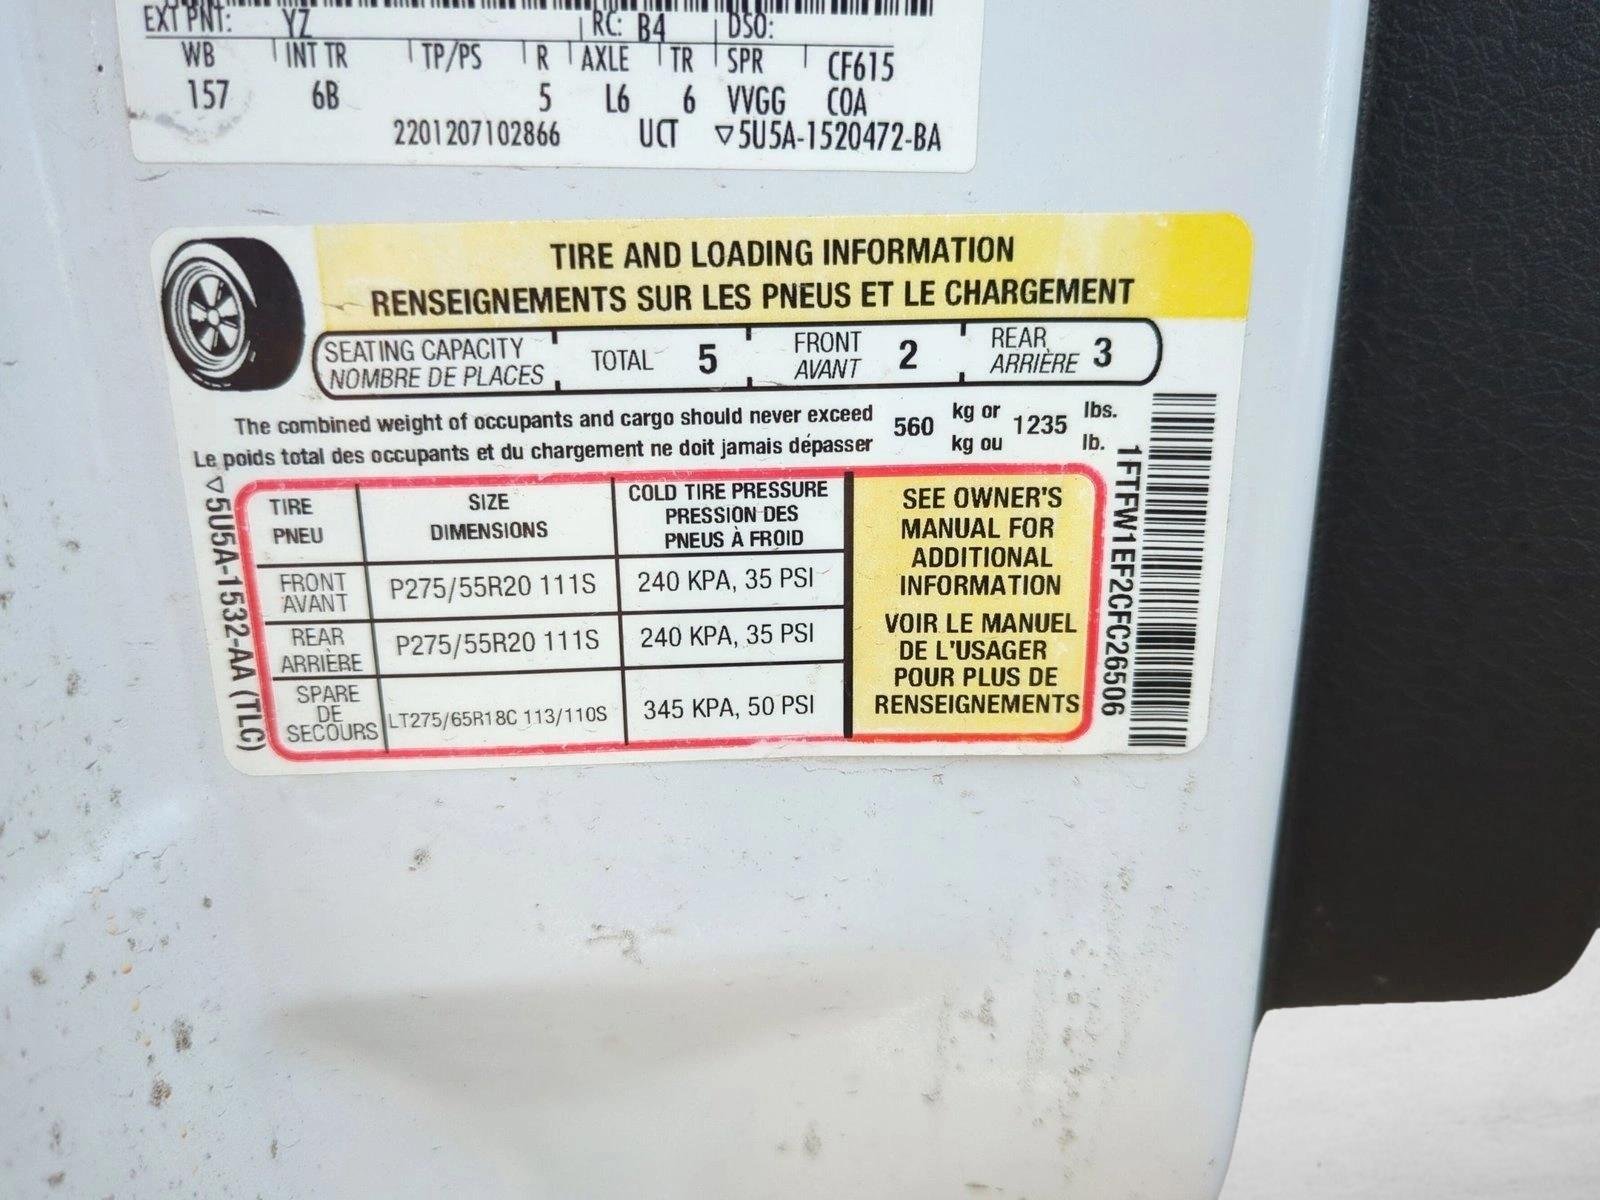 EXT PNT: YZ RC: B4 DSO:
WB INT TR TP/PS R AXLE TR SPR CF615
157 6B 5 L6 6 VVGG COA
2201207102866 UCT ▽5U5A-1520472-BA
TIRE AND LOADING INFORMATION
RENSEIGNEMENTS SUR LES PNEUS ET LE CHARGEMENT
SEATING CAPACITY
NOMBRE DE PLACES
TOTAL 5
FRONT
AVANT
2
REAR
ARRIÈRE
3
The combined weight of occupants and cargo should never exceed 560 kg or 1235 lbs.
Le poids total des occupants et du chargement ne doit jamais dépasser kg ou lb.
▽5U5A-1532-AA (TLG)
TIRE
PNEU
SIZE
DIMENSIONS
COLD TIRE PRESSURE
PRESSION DES
PNEUS À FROID
FRONT
AVANT
P275/55R20 111S
240 KPA, 35 PSI
REAR
ARRIÈRE
P275/55R20 111S
240 KPA, 35 PSI
SPARE
DE
SECOURS
LT275/65R18C 113/110S
345 KPA, 50 PSI
SEE OWNER'S
MANUAL FOR
ADDITIONAL
INFORMATION
VOIR LE MANUEL
DE L'USAGER
POUR PLUS DE
RENSEIGNEMENTS
1FTFW1EF2CFC26506